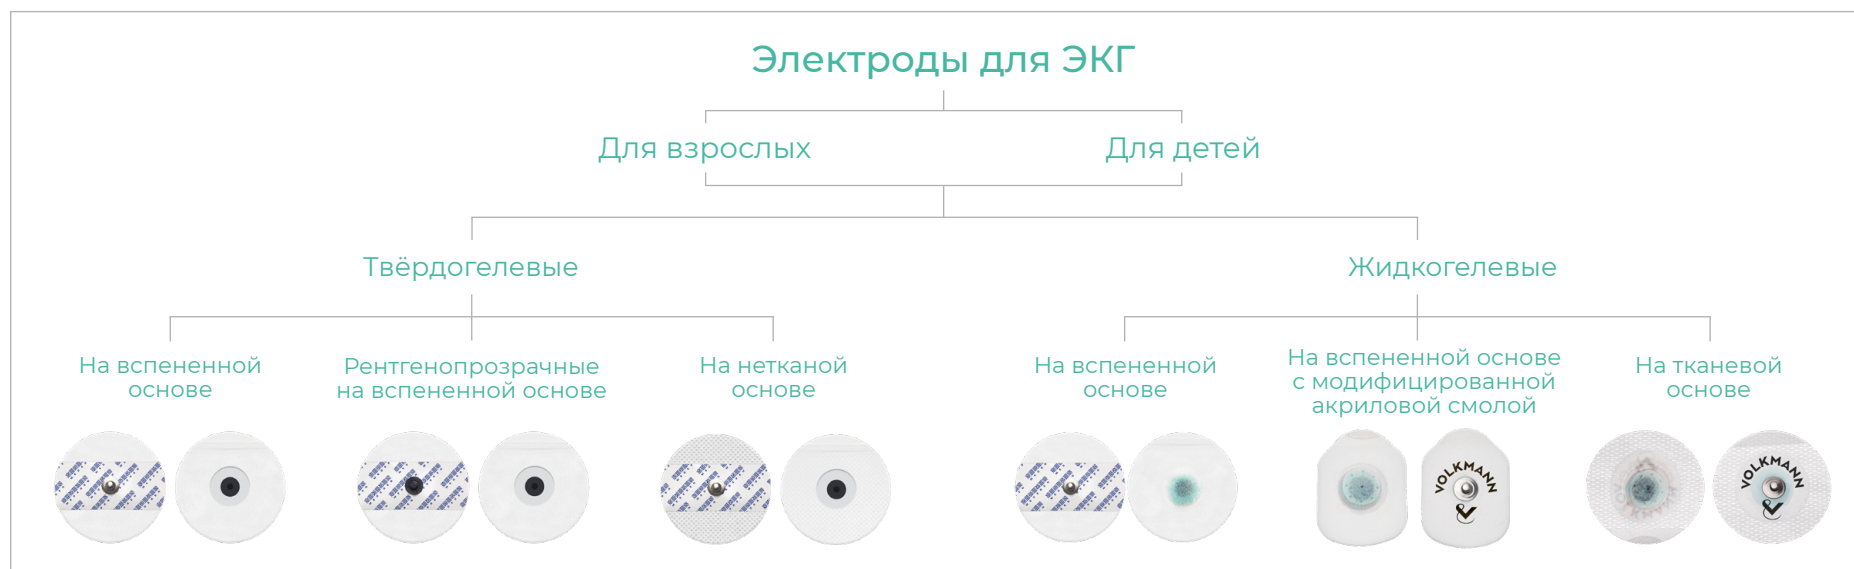 Электроды для ЭКГ
Для взрослых
Для детей
Твёрдогелевые
Жидкогелевые
На вспененной
основе
Рентгенопрозрачные
на вспененной основе
На нетканой
основе
На вспененной
основе
На вспененной основе
с модифицированной
акриловой смолой
На тканевой
основе
VOLKMANN
VOLKMANN